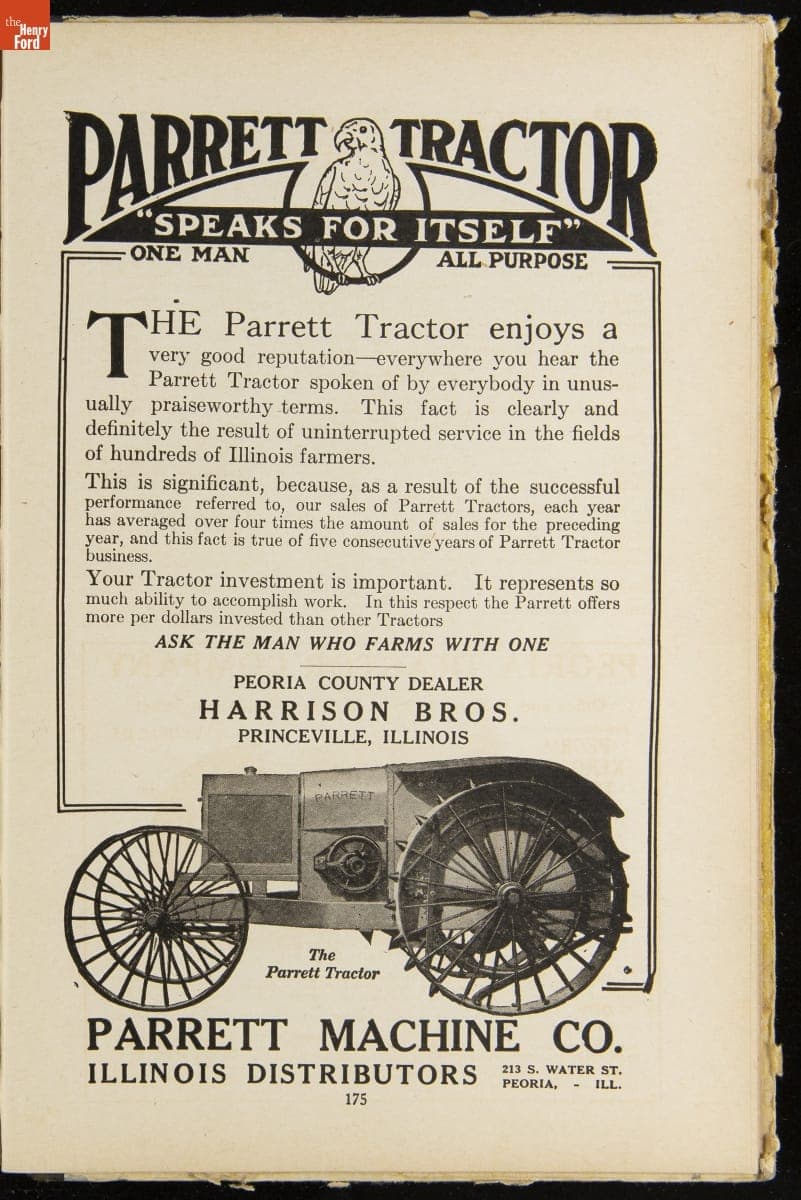 the
Henry
Ford
PARRETT TRACTOR
"SPEAKS FOR ITSELF"
ONE MAN ALL PURPOSE
THE Parrett Tractor enjoys a
very good reputation—everywhere you hear the
Parrett Tractor spoken of by everybody in unus-
ually praiseworthy terms. This fact is clearly and
definitely the result of uninterrupted service in the fields
of hundreds of Illinois farmers.
This is significant, because, as a result of the successful
performance referred to, our sales of Parrett Tractors, each year
has averaged over four times the amount of sales for the preceding
year, and this fact is true of five consecutive years of Parrett Tractor
business.
Your Tractor investment is important. It represents so
much ability to accomplish work. In this respect the Parrett offers
more per dollars invested than other Tractors
ASK THE MAN WHO FARMS WITH ONE
PEORIA COUNTY DEALER
HARRISON BROS.
PRINCEVILLE, ILLINOIS
PARRETT
The
Parrett Tractor
PARRETT MACHINE CO.
ILLINOIS DISTRIBUTORS
213 S. WATER ST.
PEORIA, - ILL.
175